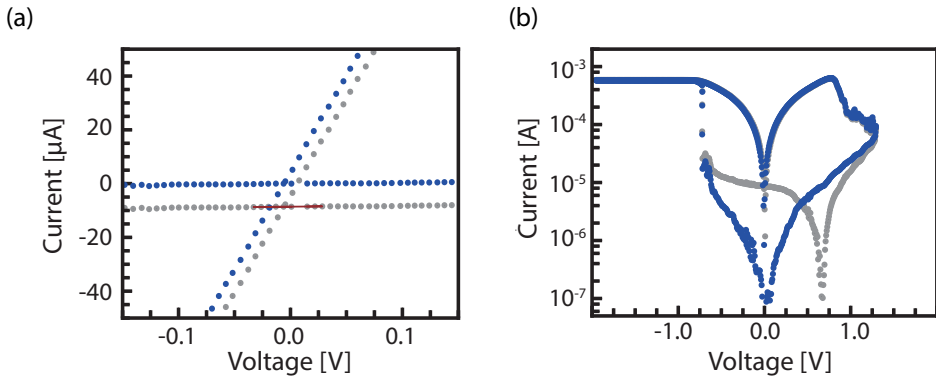 (a)
Current [µA]
40
20
0
-20
-40
-0.1
0.0
0.1
Voltage [V]
(b)
Current [A]
10-3
10-4
10-5
10-6
10-7
-1.0
0.0
1.0
Voltage [V]